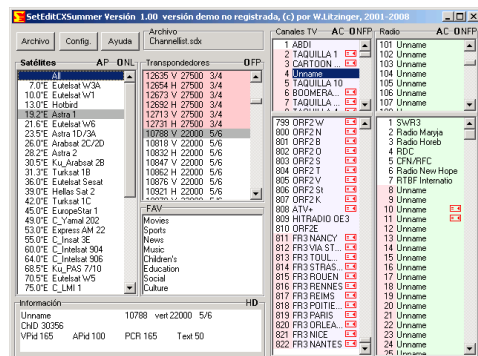 SetEditCXSummer Versión 1.00 versión demo no registrada, (c) por W.Litzinger, 2001-2008
Archivo
Config.
Ayuda
Archivo
Channellist.sdx
Satélites AP ONL
All
7.0°E Eutelsat W3A
10.0°E Eutelsat W1
13.0°E Hotbird
19.2°E Astra 1
21.6°E Eutelsat W6
23.5°E Astra 1D/3A
26.0°E Arabsat 2C/2D
28.2°E Astra 2
30.5°E Ku_Arabsat 2B
31.3°E Turksat 1B
36.0°E Eutelsat Sesat
39.0°E Hellas Sat 2
42.0°E Turksat 1C
45.0°E EuropeStar 1
49.0°E C_Yamal 202
53.0°E Express AM 22
55.0°E C_Insat 3E
60.0°E C_Intelsat 904
64.0°E C_Intelsat 906
68.5°E Ku_PAS 7/10
70.5°E Eutelsat W5
75.0°E C_LMI 1
Transpondedores 0FP
12635 V 27500 3/4
12654 H 27500 3/4
12673 V 27500 3/4
12692 H 27500 3/4
12713 V 27500 3/4
12731 H 27500 3/4
10788 V 22000 5/6
10818 V 22000 5/6
10832 H 22000 5/6
10847 V 22000 5/6
10862 H 22000 5/6
10876 V 22000 5/6
10892 H 22000 5/6
10921 H 22000 5/6
FAV
Movies
Sports
News
Music
Children's
Education
Social
Culture
Información HD
Unname 10788 vert 22000 5/6
ChID 30356
VPid 165 APid 100 PCR 165 Text 50
Canales TV AC ONFP
1 ABDI
2 TAQUILLA 1
3 CARTOON ...
4 Unname
5 TAQUILLA 10
6 BOOMERA...
7 TAQUILLA ...
799 ORF2 W
800 ORF2 N
801 ORF2 B
802 ORF2 O
803 ORF2 S
804 ORF2 T
805 ORF2 V
806 ORF2 St
807 ORF2 K
808 ATV+
809 HITRADIO OE3
810 ORF2E
811 FR3 NANCY
812 FR3 VIA ST...
813 FR3 TOUL...
814 FR3 STRAS...
815 FR3 ROUEN
816 FR3 RENNES
817 FR3 REIMS
818 FR3 POITIE...
819 FR3 PARIS
820 FR3 ORLEA...
821 FR3 NICE
822 FR3 NANTES
Radio AC ONFP
101 Unname
102 Unname
103 Unname
104 Unname
105 Unname
106 Unname
107 Unname
1 SWR3
2 Radio Maryja
3 Radio Horeb
4 RDC
5 CFN/RFC
6 Radio New Hope
7 RTBF Internatio
8 Unname
9 Unname
10 Unname
11 Unname
12 Unname
13 Unname
14 Unname
15 Unname
16 Unname
17 Unname
18 Unname
19 Unname
20 Unname
21 Unname
22 Unname
23 Unname
24 Unname
25 Unname